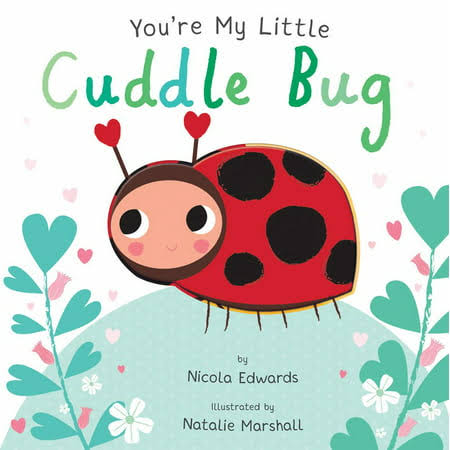 You're My Little
Cuddle Bug
by
Nicola Edwards
Illustrated by
Natalie Marshall